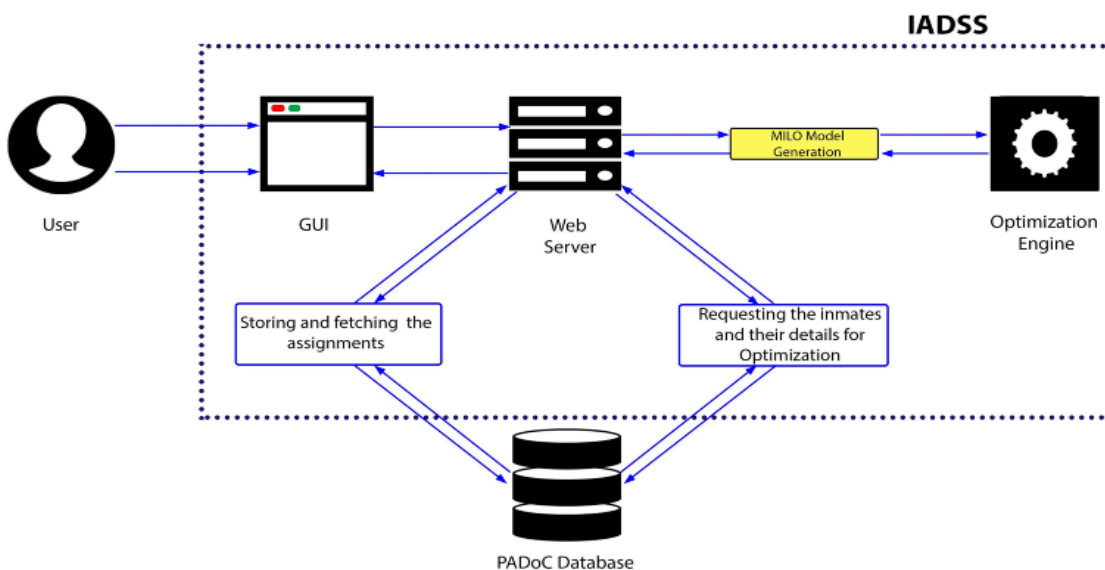 IADSS
MILO Model
Generation
User
GUI
Web
Server
Optimization
Engine
Storing and fetching the
assignments
Requesting the inmates
and their details for
Optimization
PADoC Database